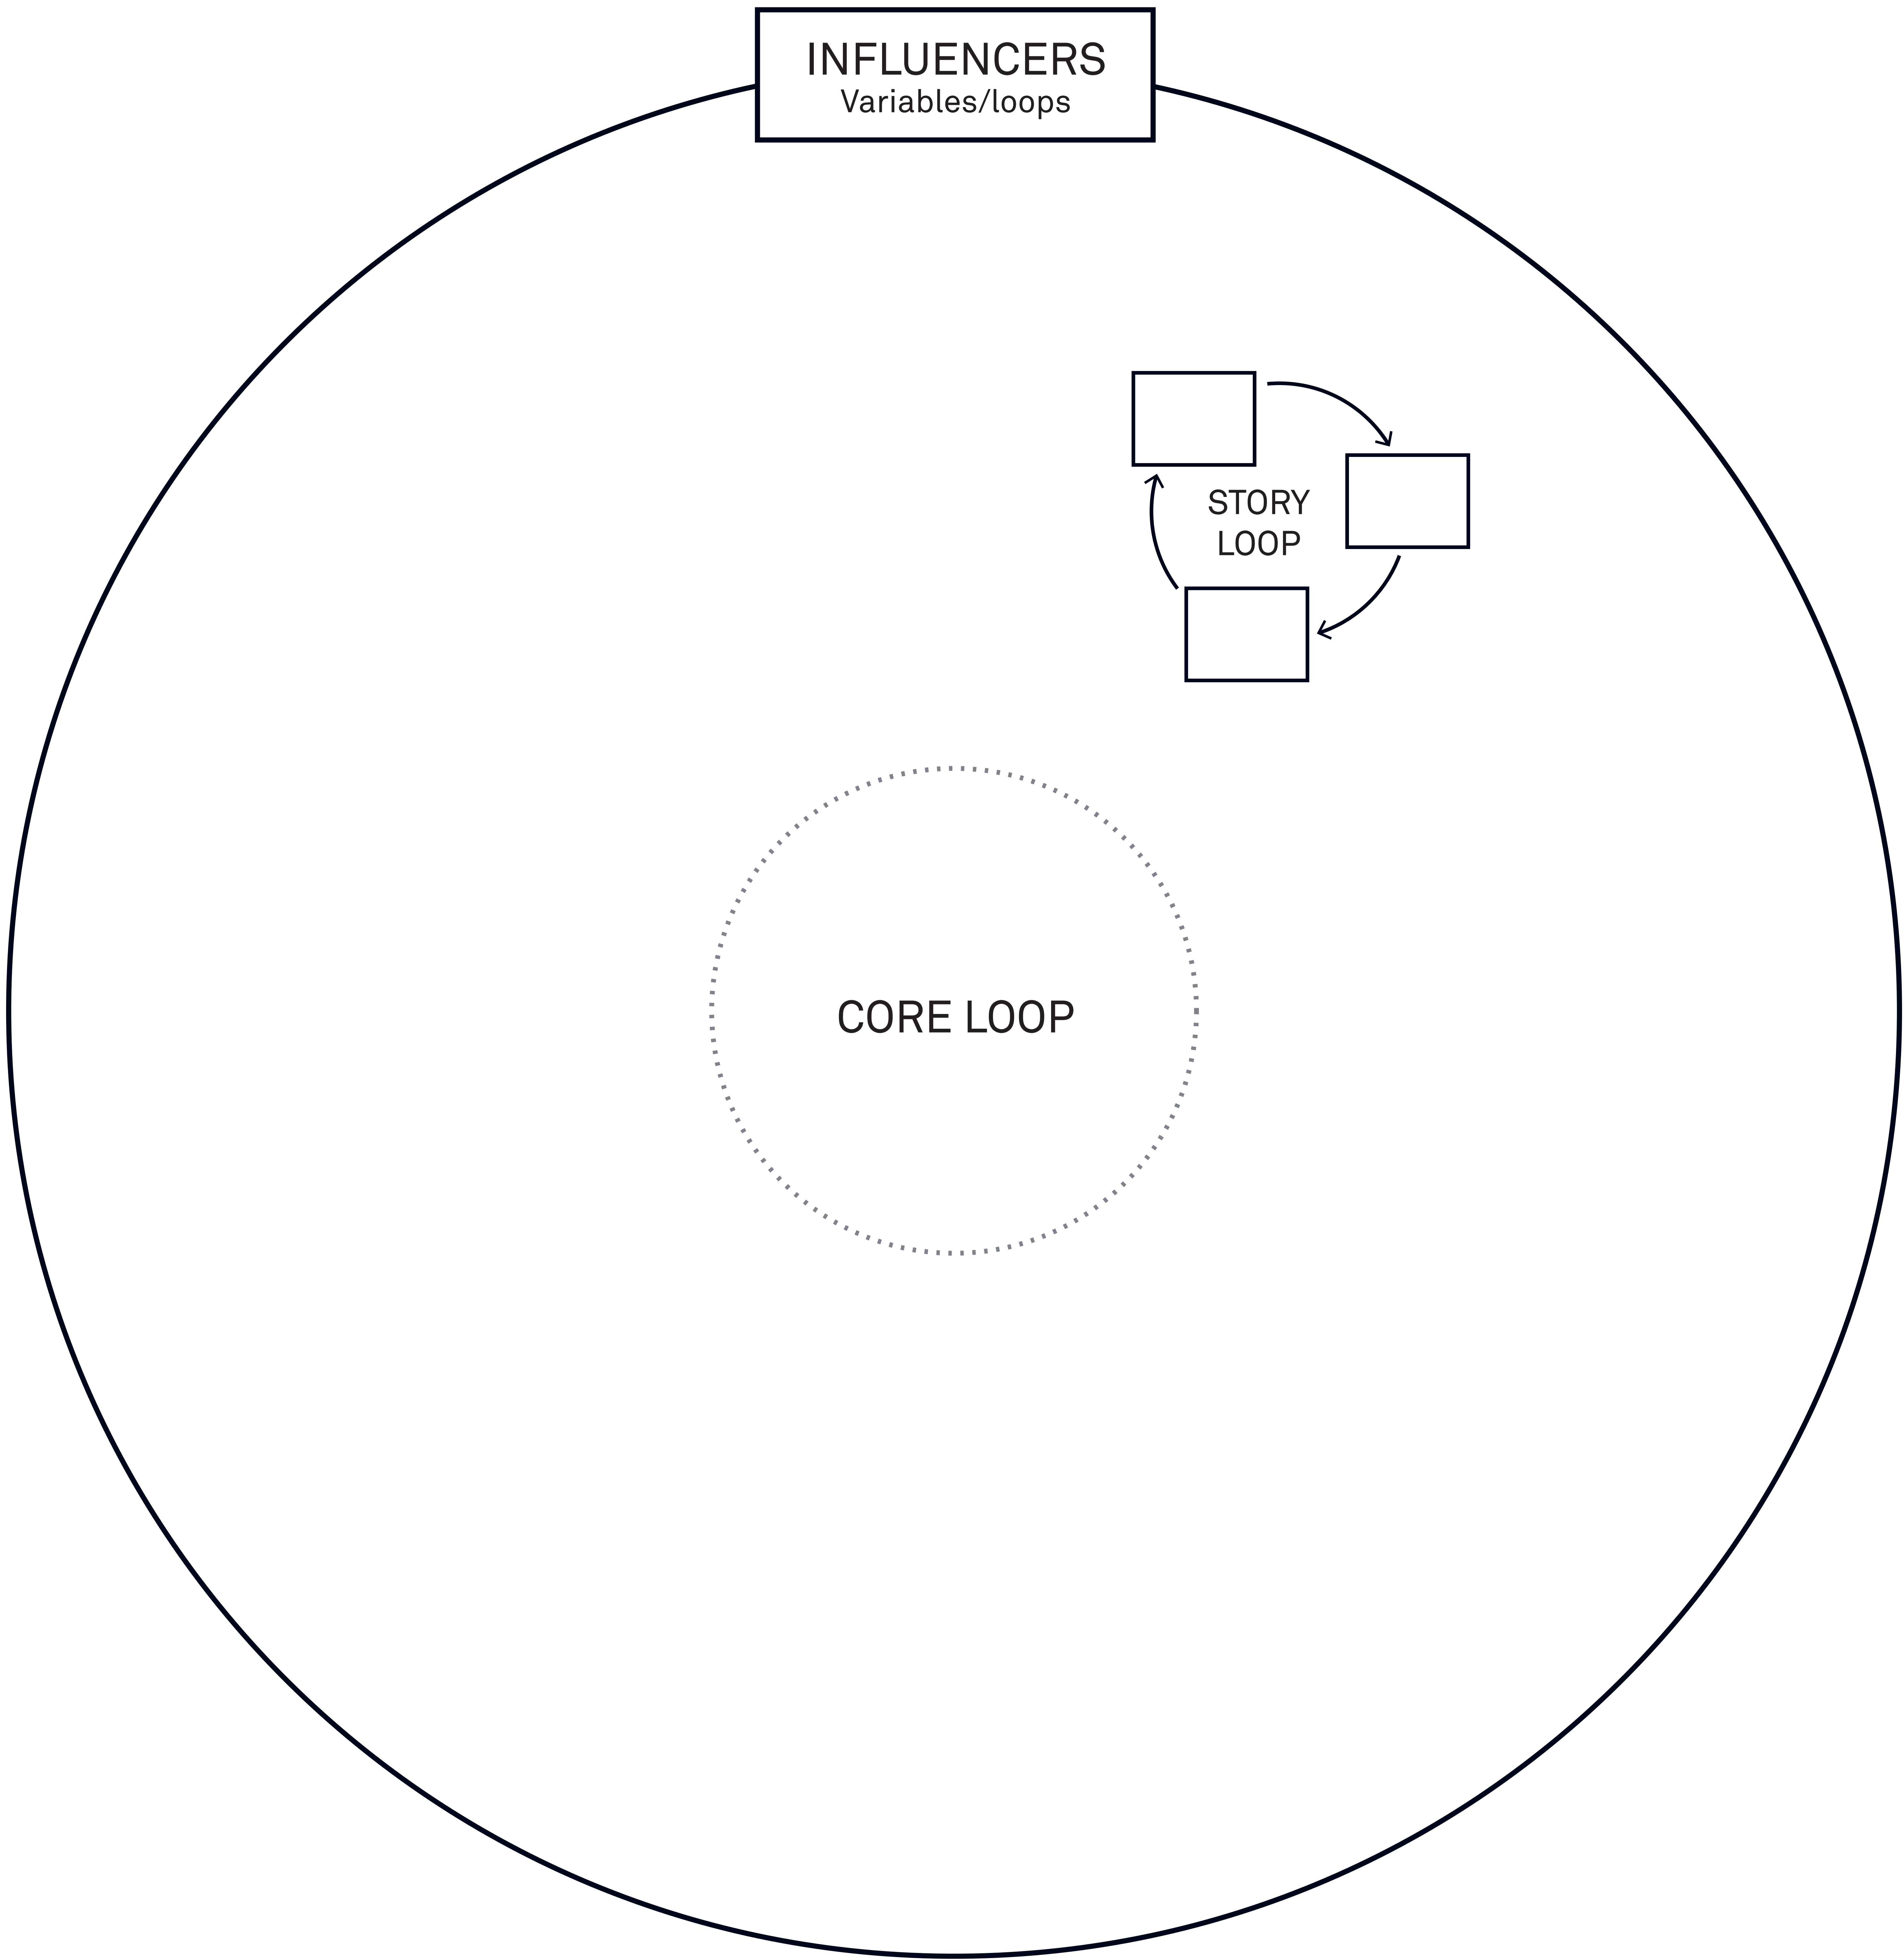 INFLUENCERS
Variables/loops
STORY
LOOP
CORE LOOP